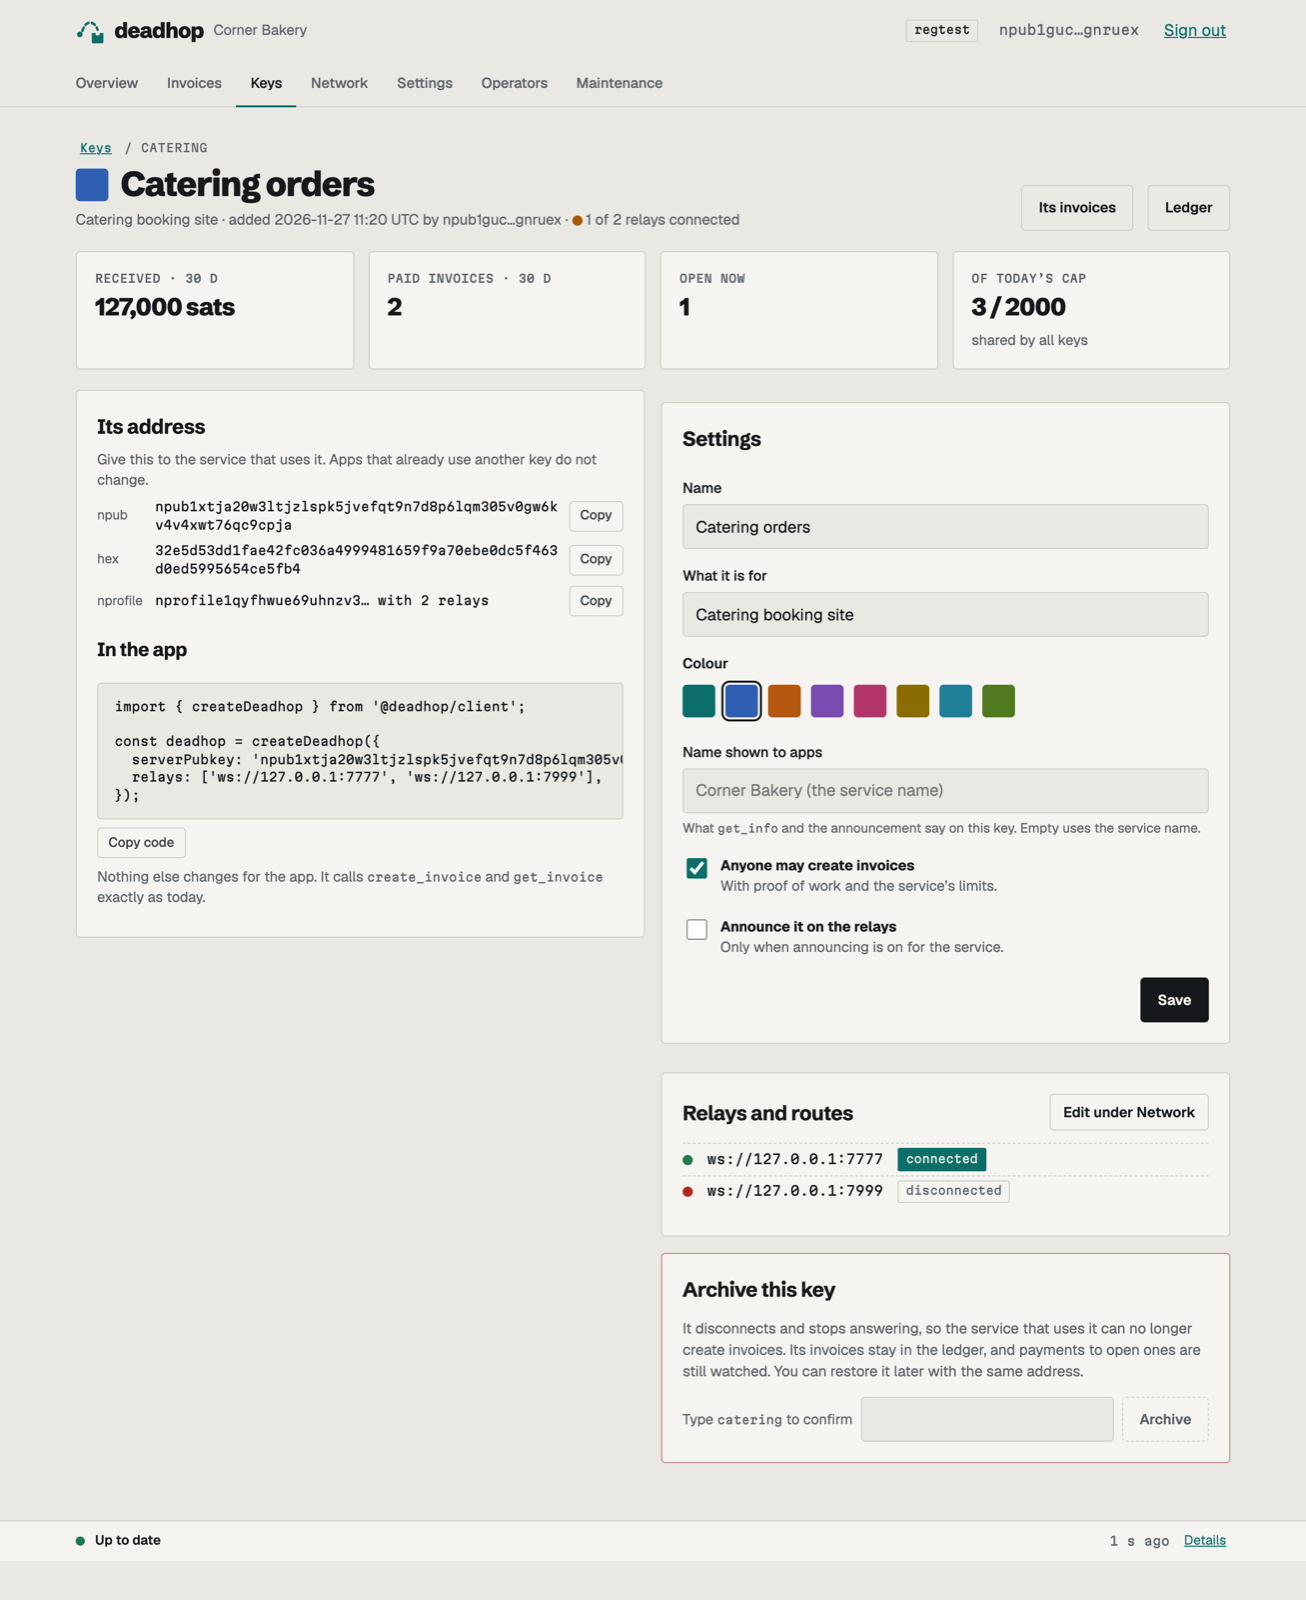 deadhop Corner Bakery
regtest npub1guc…gnruex Sign out
Overview Invoices Keys Network Settings Operators Maintenance
Keys / CATERING
Catering orders
Catering booking site · added 2026-11-27 11:20 UTC by npub1guc…gnruex · 1 of 2 relays connected
Its invoices
Ledger
RECEIVED · 30 D
127,000 sats
PAID INVOICES · 30 D
2
OPEN NOW
1
OF TODAY’S CAP
3 / 2000
shared by all keys
Its address
Give this to the service that uses it. Apps that already use another key do not
change.
npub
npub1xtja20w3ltjzlspk5jvefqt9n7d8p6lqm305v0gw6k
v4v4xwt76qc9cpja
Copy
hex
32e5d53dd1fae42fc036a4999481659f9a70ebe0dc5f463
d0ed5995654ce5fb4
Copy
nprofile nprofile1qyfhwue69uhnzv3… with 2 relays
Copy
In the app
import { createDeadhop } from '@deadhop/client';
const deadhop = createDeadhop({
serverPubkey: 'npub1xtja20w3ltjzlspk5jvefqt9n7d8p6lqm305v
relays: ['ws://127.0.0.1:7777', 'ws://127.0.0.1:7999'],
});
Copy code
Nothing else changes for the app. It calls create_invoice and get_invoice
exactly as today.
Settings
Name
Catering orders
What it is for
Catering booking site
Colour
Name shown to apps
Corner Bakery (the service name)
What get_info and the announcement say on this key. Empty uses the service name.
Anyone may create invoices
With proof of work and the service’s limits.
Announce it on the relays
Only when announcing is on for the service.
Save
Relays and routes
Edit under Network
ws://127.0.0.1:7777 connected
ws://127.0.0.1:7999 disconnected
Archive this key
It disconnects and stops answering, so the service that uses it can no longer
create invoices. Its invoices stay in the ledger, and payments to open ones are
still watched. You can restore it later with the same address.
Type catering to confirm
Archive
Up to date
1 s ago Details